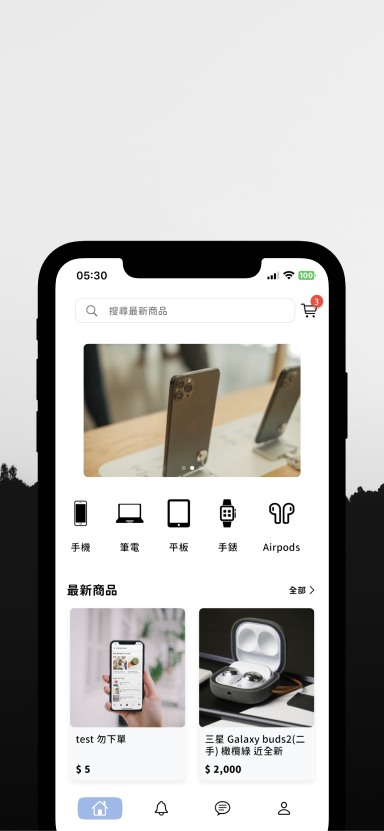 05:30
100
搜尋最新商品
3
手機
筆電
平板
手錶
Airpods
最新商品
全部
test 勿下單
$ 5
三星 Galaxy buds2(二
手) 橄欖綠 近全新
$ 2,000